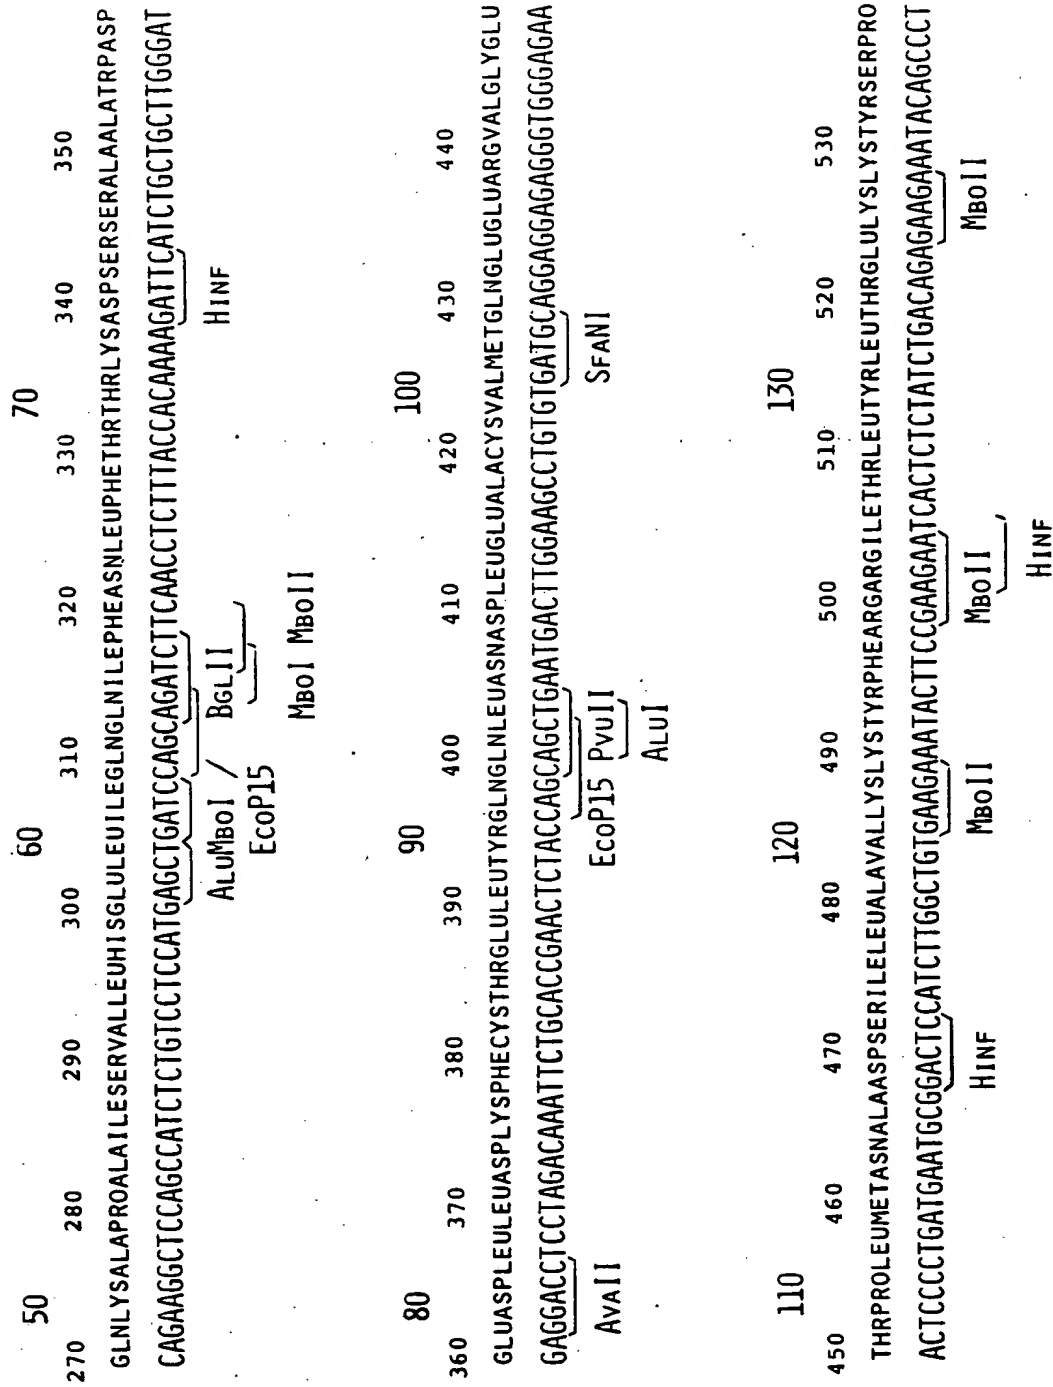 50 60 70
270 280 290 300 310 320 330 340 350
GLNLYSALAPROALAILESERVALLEUHISGLULEUILEGLNGLNILEPHEASNLEUPHETHRTHRLYSASPSERSERALAALATRPASP
CAGAAGGCTCCAGCCATCTCTGTCCTCCATGAGCTGATCCAGCAGATCTTCAACCTCTTTACCACAAAAGATTCATCTGCTGCTTGGGAT
ALUMBOI / BGLII HINF
ECOP15 MBOI MBOII
80 90 100
360 370 380 390 400 410 420 430 440
GLUASPLEULEUASPLYSPHECYSTHRGLULEUTYRGLNGLNLEUASNASPLEUGLUALACYSVALMETGLNGLUGLUARGVALGLYGLU
GAGGACCTCCTAGACAAATTCTGCACCGAACTCTACCAGCAGCTGAATGACTTGGAAGCCTGTGTGATGCAGGAGGAGAGGGTGGGAGAA
AVAII ECOP15 PVUII SFANI
ALUI
110 120 130
450 460 470 480 490 500 510 520 530
THRPROLEUMETASNALAASPSERILELEUALAVALLYSLYSTYRPHEARGARGILETHRLEUTYRLEUTHRGLULYSLYSTYRSERPRO
ACTCCCCTGATGAATGCGGACTCCATCTTGGCTGTGAAGAAATACTTCCGAAGAATCACTCTCTATCTGACAGAGAAGAAATACAGCCCT
HINF MBOII MBOII MBOII
HINF